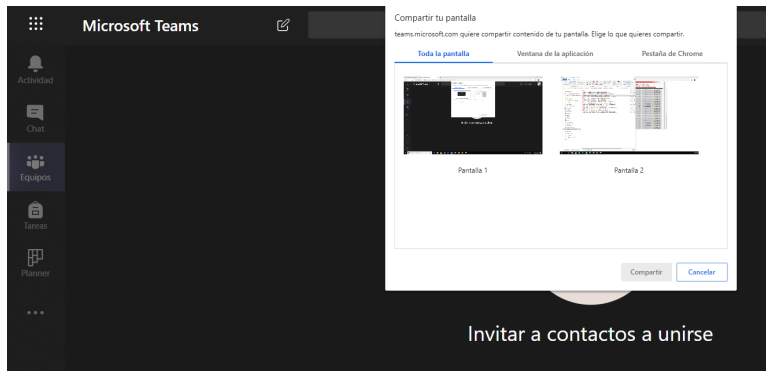 Microsoft Teams
Actividad
Chat
Equipos
Tareas
Planner
Compartir tu pantalla
teams.microsoft.com quiere compartir contenido de tu pantalla. Elige lo que quieres compartir.
Toda la pantalla
Ventana de la aplicación
Pestaña de Chrome
Pantalla 1
Pantalla 2
Compartir
Cancelar
Invitar a contactos a unirse